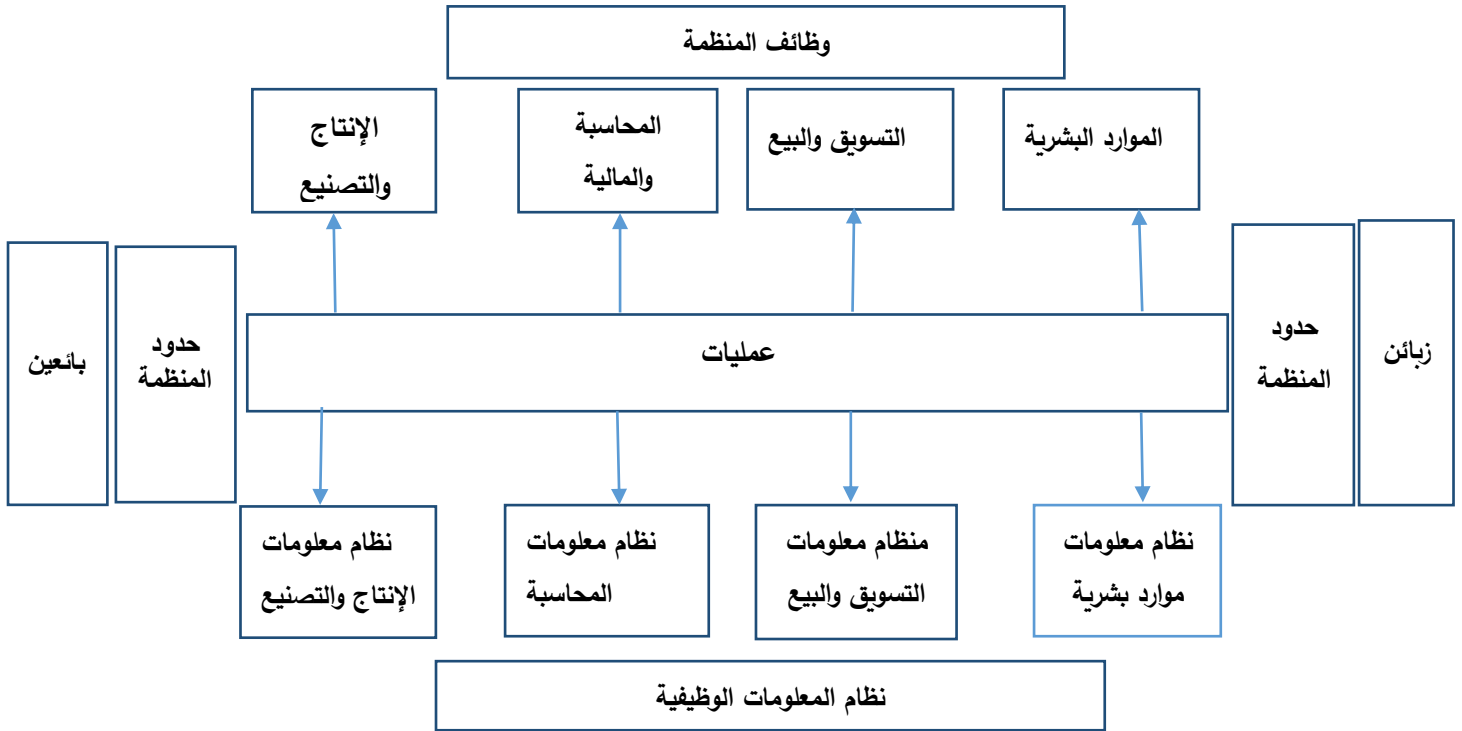 وظائف المنظمة
الموارد البشرية
التسويق والبيع
المحاسبة
والمالية
الإنتاج
والتصنيع
زبائن
حدود
المنظمة
عمليات
حدود
المنظمة
بائعين
نظام معلومات
موارد بشرية
منظام معلومات
التسويق والبيع
نظام معلومات
المحاسبة
نظام معلومات
الإنتاج والتصنيع
نظام المعلومات الوظيفية